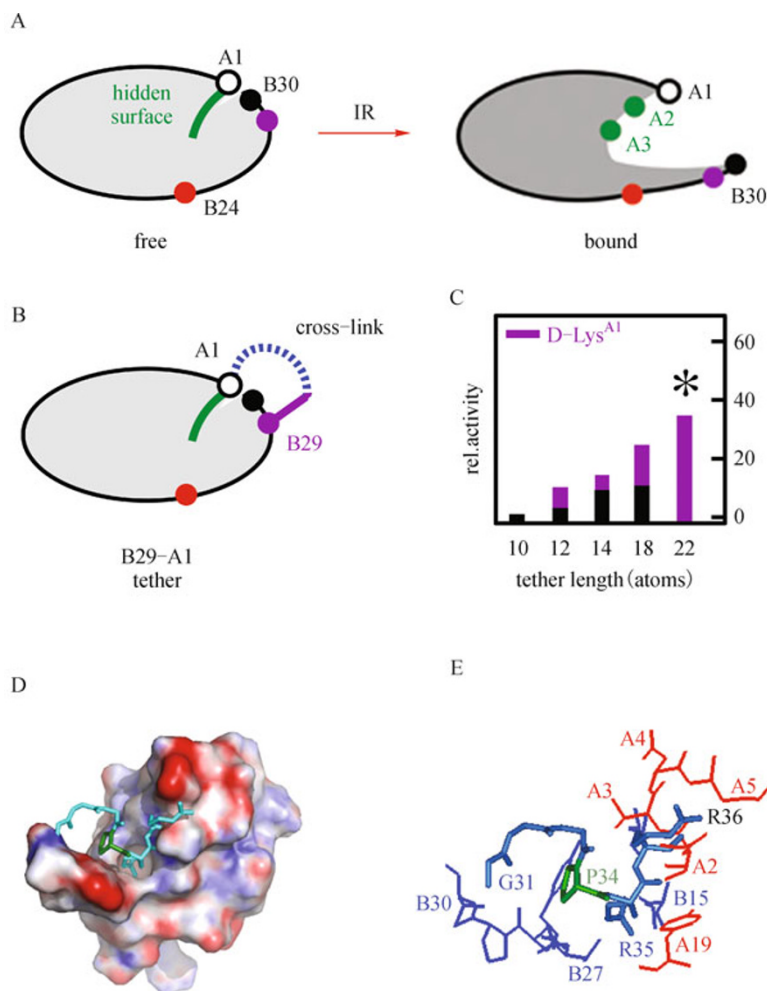 A
A1
B30
hidden
surface
B24
free
IR
A1
A2
A3
B30
bound
B
A1
cross-link
B29
B29-A1
tether
C
D-Lys^A1
60
40
20
0
rel.activity
*
10 12 14 18 22
tether length (atoms)
D
E
A4
A3
A5
R36
A2
G31
P34
B30
B15
R35
A19
B27